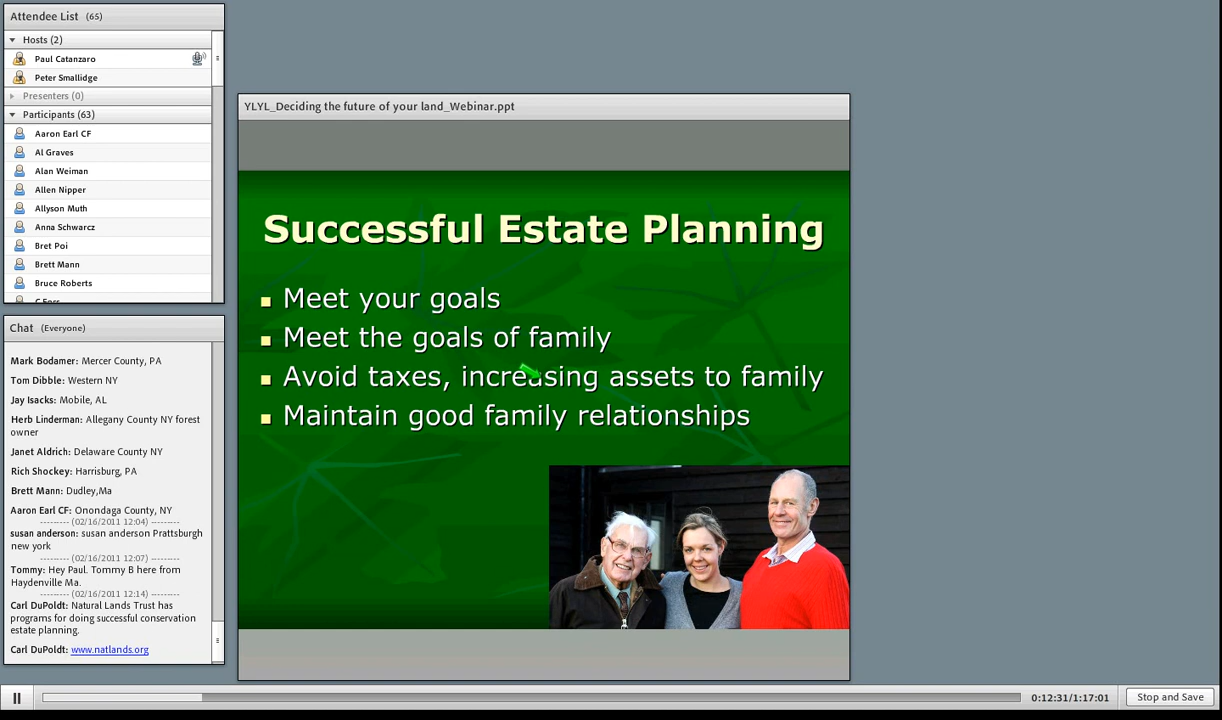 Attendee List (65)
Hosts (2)
Paul Catanzaro
Peter Smallidge
Presenters (0)
Participants (63)
Aaron Earl CF
Al Graves
Alan Weiman
Allen Nipper
Allyson Muth
Anna Schwarcz
Bret Poi
Brett Mann
Bruce Roberts
Chat (Everyone)
Mark Bodamer: Mercer County, PA
Tom Dibble: Western NY
Jay Isacks: Mobile, AL
Herb Linderman: Allegany County NY forest
owner
Janet Aldrich: Delaware County NY
Rich Shockey: Harrisburg, PA
Brett Mann: Dudley,Ma
Aaron Earl CF: Onondaga County, NY
--------- (02/16/2011 12:04) ---------
susan anderson: susan anderson Prattsburgh
new york
--------- (02/16/2011 12:07) ---------
Tommy: Hey Paul. Tommy B here from
Haydenville Ma.
--------- (02/16/2011 12:14) ---------
Carl DuPoldt: Natural Lands Trust has
programs for doing successful conservation
estate planning.
Carl DuPoldt: www.natlands.org
YLYL_Deciding the future of your land_Webinar.ppt
Successful Estate Planning
Meet your goals
Meet the goals of family
Avoid taxes, increasing assets to family
Maintain good family relationships
0:12:31/1:17:01
Stop and Save